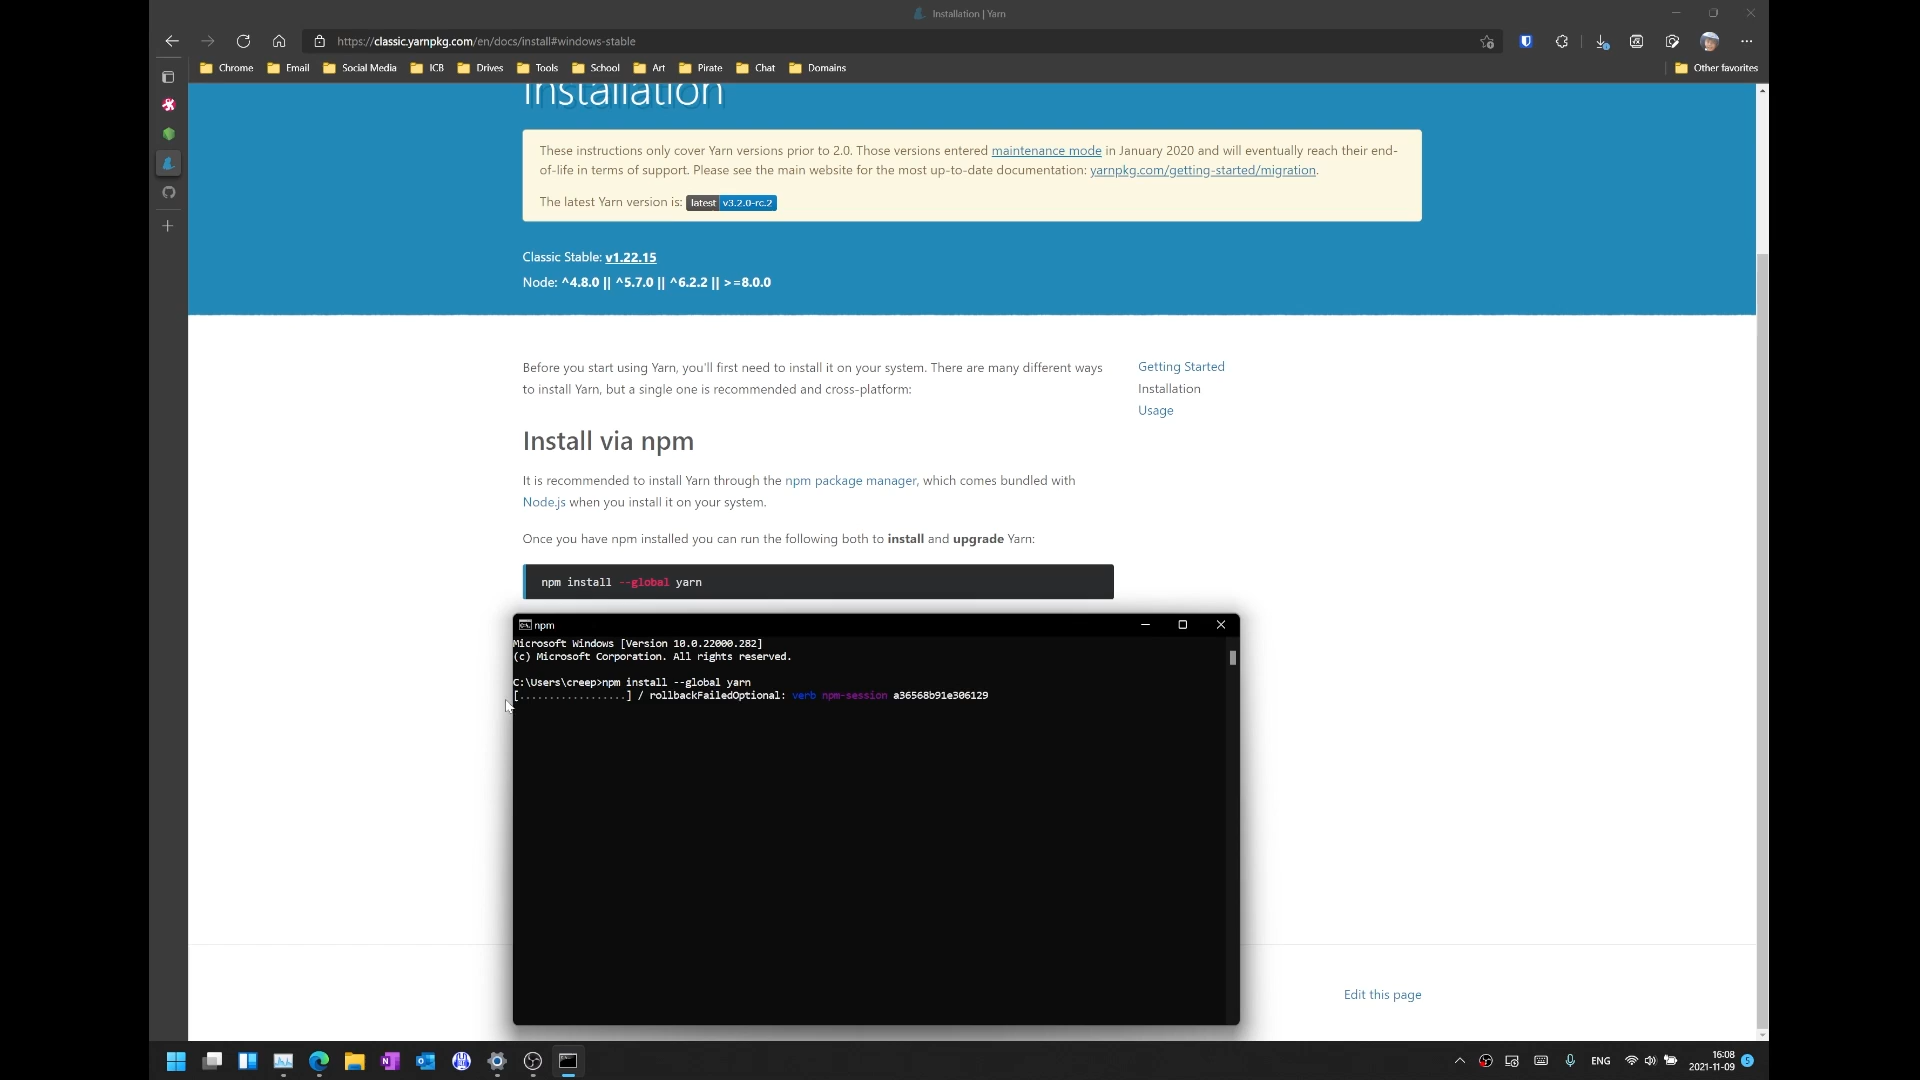 Installation | Yarn
https://classic.yarnpkg.com/en/docs/install#windows-stable
Chrome
Email
Social Media
ICB
Drives
Tools
School
Art
Pirate
Chat
Domains
Other favorites
Installation
These instructions only cover Yarn versions prior to 2.0. Those versions entered maintenance mode in January 2020 and will eventually reach their end-
of-life in terms of support. Please see the main website for the most up-to-date documentation: yarnpkg.com/getting-started/migration.
The latest Yarn version is: latest v3.2.0-rc.2
Classic Stable: v1.22.15
Node: ^4.8.0 || ^5.7.0 || ^6.2.2 || >=8.0.0
Before you start using Yarn, you'll first need to install it on your system. There are many different ways
to install Yarn, but a single one is recommended and cross-platform:
Getting Started
Installation
Usage
Install via npm
It is recommended to install Yarn through the npm package manager, which comes bundled with
Node.js when you install it on your system.
Once you have npm installed you can run the following both to install and upgrade Yarn:
npm install --global yarn
npm
Microsoft Windows [Version 10.0.22000.282]
(c) Microsoft Corporation. All rights reserved.
C:\Users\creep>npm install --global yarn
[..................] / rollbackFailedOptional: verb npm-session a36568b91e306129
Edit this page
ENG
16:08
2021-11-09
5